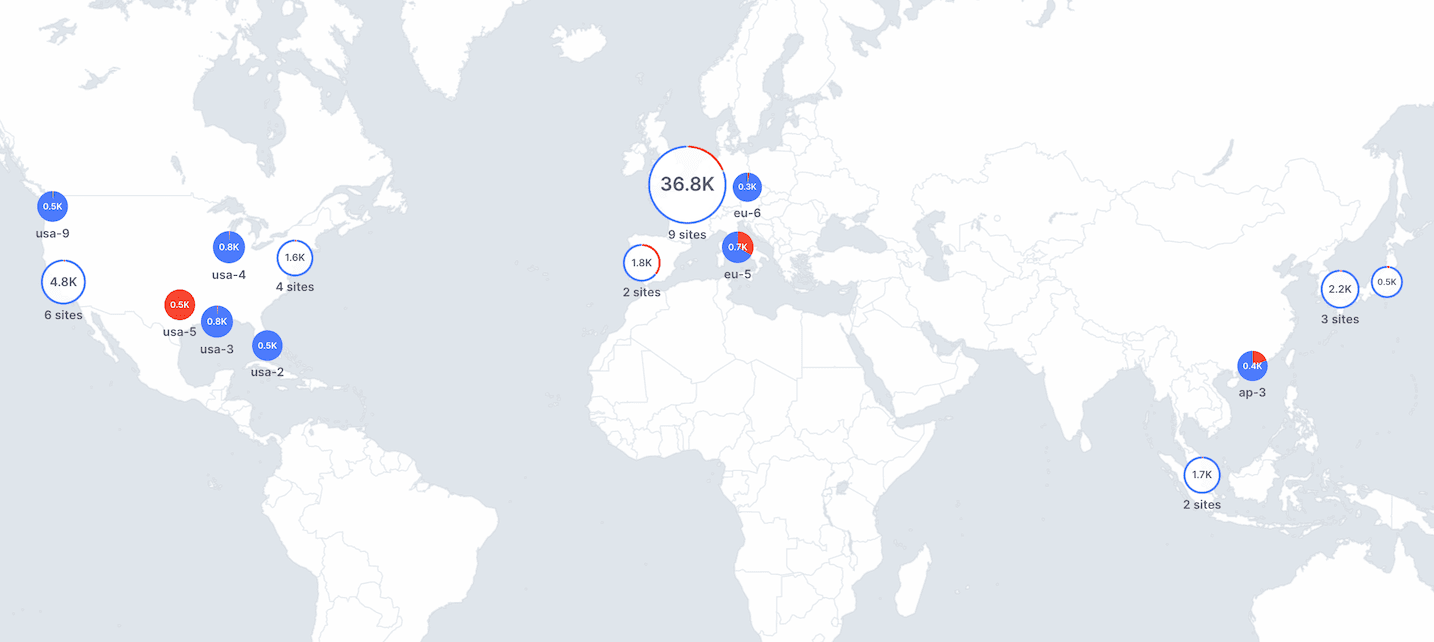 36.8K
9 sites
0.3K
eu-6
0.7K
eu-5
1.8K
2 sites
0.5K
usa-9
0.8K
usa-4
1.6K
4 sites
4.8K
6 sites
0.5K
usa-5
0.8K
usa-3
0.5K
usa-2
2.2K
3 sites
0.5K
0.4K
ap-3
1.7K
2 sites